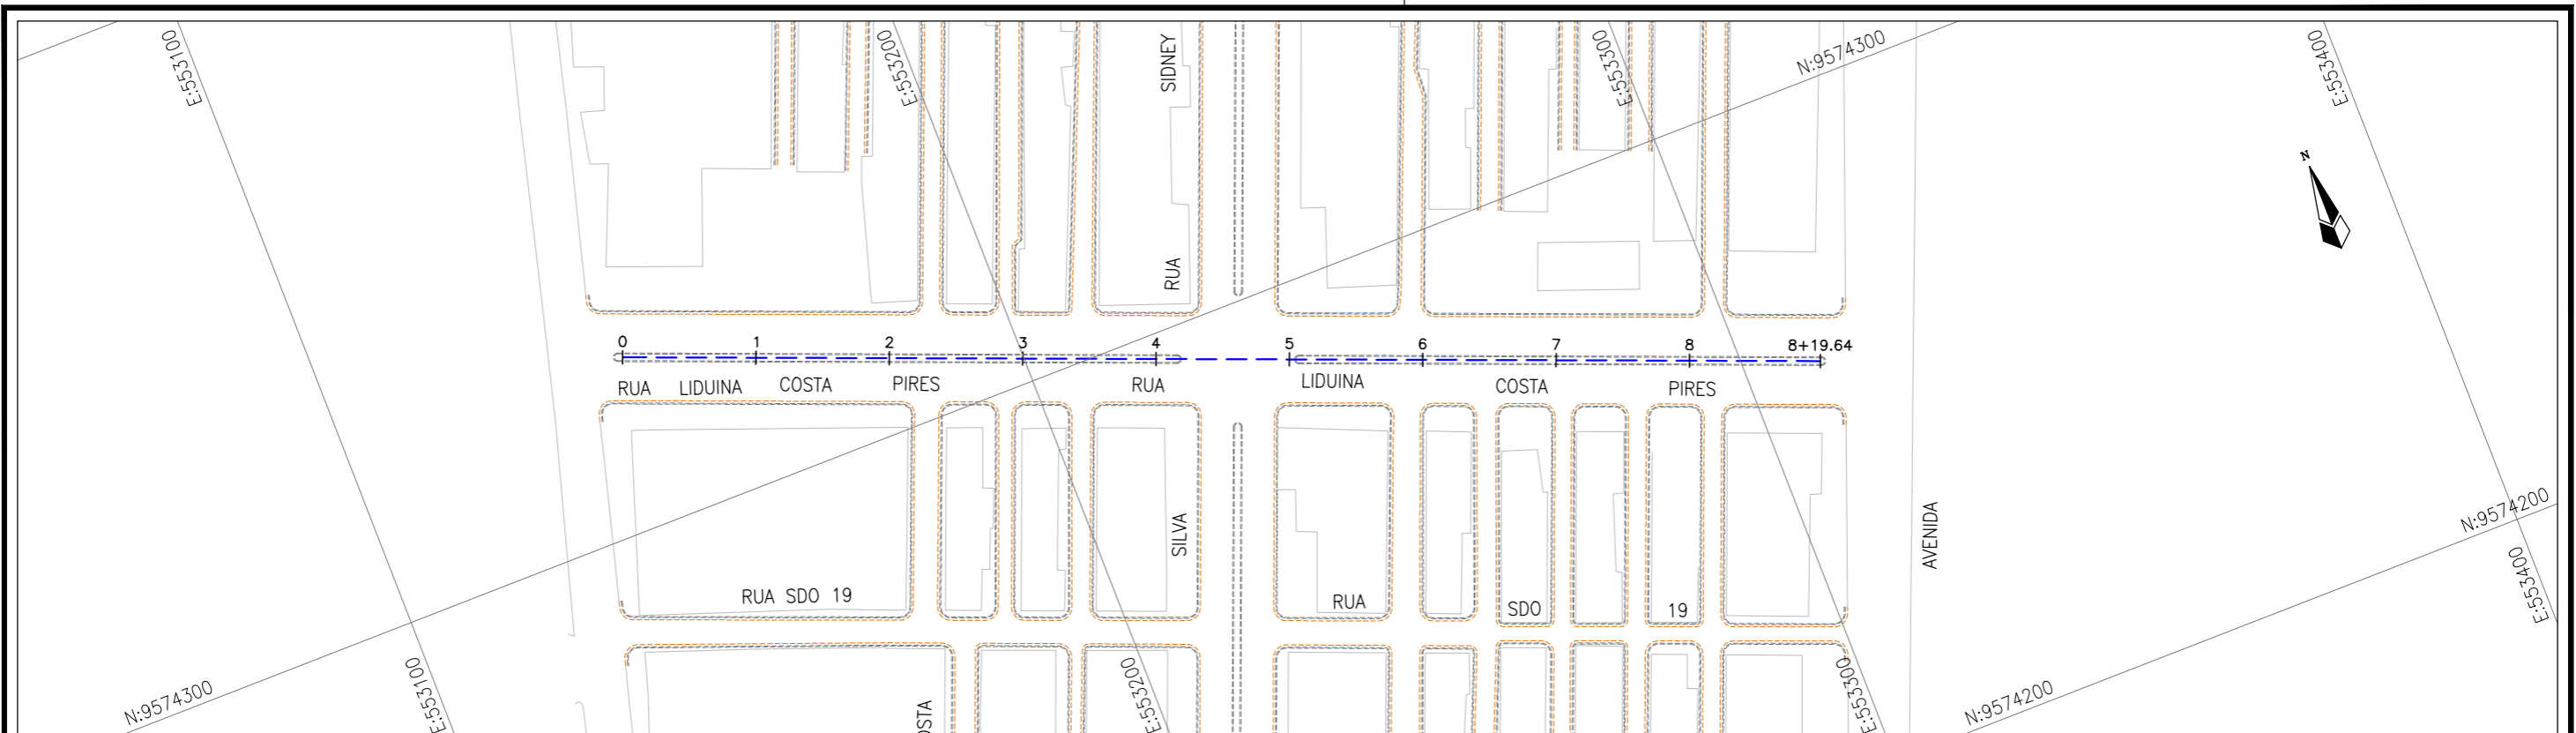 E:553100
E:553200
SIDNEY
E:553300
N:9574300
E:553400
N
RUA
0 1 2 3 4 5 6 7 8 8+19.64
RUA LIDUINA COSTA PIRES RUA LIDUINA COSTA PIRES
SILVA
AVENIDA
N:9574200
E:553400
RUA SDO 19
RUA SDO 19
N:9574300
E:553100
OSTA
E:553200
E:553300
N:9574200